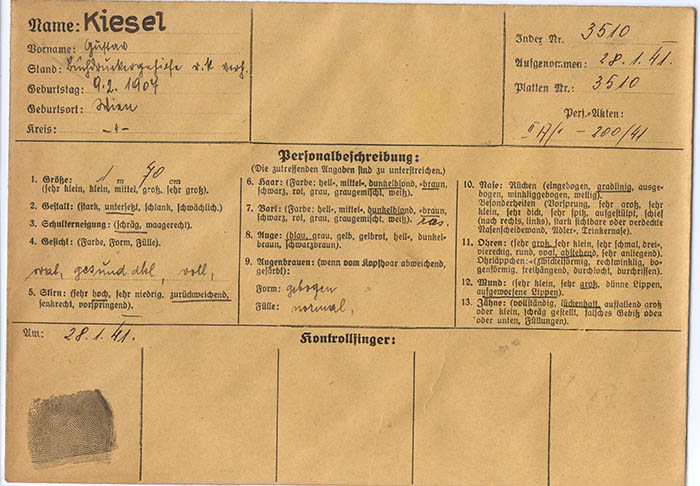 Name: Kiesel
Vorname: Gustav
Stand: Buchdruckergehilfe r.k. verh.
Geburtstag: 9.2.1907
Geburtsort: Wien
Kreis: -"-
Index Nr. 3510
Aufgenommen: 28.1.41.
Platten Nr.: 3510
Pers.-Akten:
- 200/41
Personalbeschreibung:
(Die zutreffenden Angaben sind zu unterstreichen.)
1. Größe: 1 m 70 cm
(sehr klein, klein, mittel, groß, sehr groß).
2. Gestalt: (stark, untersetzt, schlank, schwächlich).
3. Schulterneigung: (schräg, waagerecht).
4. Gesicht: (Farbe, Form, Fülle).
oval, gesund dkl, voll,
5. Stirn: (sehr hoch, sehr niedrig, zurückweichend,
senkrecht, vorspringend).
6. Haar: (Farbe: hell-, mittel-, dunkelblond, -braun,
schwarz, rot, grau, graugemischt, weiß).
7. Bart: (Farbe: hell-, mittel-, dunkelblond, -braun,
schwarz, rot, grau, graugemischt, weiß). ras.
8. Auge: (blau, grau, gelb, gelbrot, hell-, dunkel-
braun, schwarzbraun).
9. Augenbrauen: (wenn vom Kopfhaar abweichend,
gefärbt):
Form: gebogen
Fülle: normal,
10. Nase: Rücken (eingebogen, gradlinig, ausge-
bogen, winkliggebogen, wellig).
Besonderheiten (Vorsprung, sehr groß, sehr
klein, sehr dick, sehr spitz, aufgestülpt, schief
(nach rechts, links), stark sichtbare oder verdeckte
Nasenscheidewand, Adler-, Trinkernase).
11. Ohren: (sehr groß, sehr klein, sehr schmal, drei-,
viereckig, rund, oval, abstehend, sehr anliegend).
Ohrläppchen: (zwickelförmig, rechtwinklig, bo-
genförmig, freihängend, durchlocht, durchrissen).
12. Mund: (sehr klein, sehr groß, dünne Lippen,
aufgeworfene Lippen).
13. Zähne: (vollständig, lückenhaft, auffallend groß
oder klein, schräg gestellt, falsches Gebiß oben
oder unten, Füllungen).
Am: 28.1.41.
Kontrollfinger: